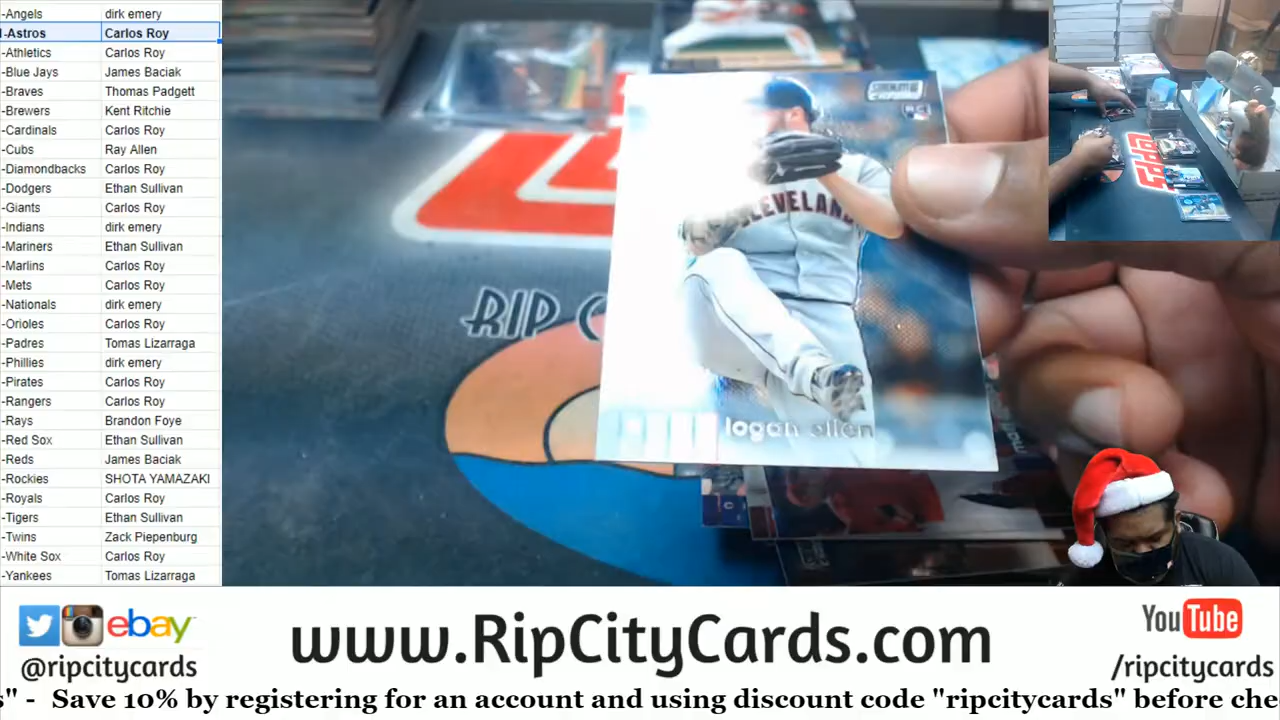 -Angels dirk emery
-Astros Carlos Roy
-Athletics Carlos Roy
-Blue Jays James Baciak
-Braves Thomas Padgett
-Brewers Kent Ritchie
-Cardinals Carlos Roy
-Cubs Ray Allen
-Diamondbacks Carlos Roy
-Dodgers Ethan Sullivan
-Giants Carlos Roy
-Indians dirk emery
-Mariners Ethan Sullivan
-Marlins Carlos Roy
-Mets Carlos Roy
-Nationals dirk emery
-Orioles Carlos Roy
-Padres Tomas Lizarraga
-Phillies dirk emery
-Pirates Carlos Roy
-Rangers Carlos Roy
-Rays Brandon Foye
-Red Sox Ethan Sullivan
-Reds James Baciak
-Rockies SHOTA YAMAZAKI
-Royals Carlos Roy
-Tigers Ethan Sullivan
-Twins Zack Piepenburg
-White Sox Carlos Roy
-Yankees Tomas Lizarraga
RIP C
CLEVELAND
logan allen
topps
ebay
@ripcitycards
www.RipCityCards.com
YouTube
/ripcitycards
s" - Save 10% by registering for an account and using discount code "ripcitycards" before che